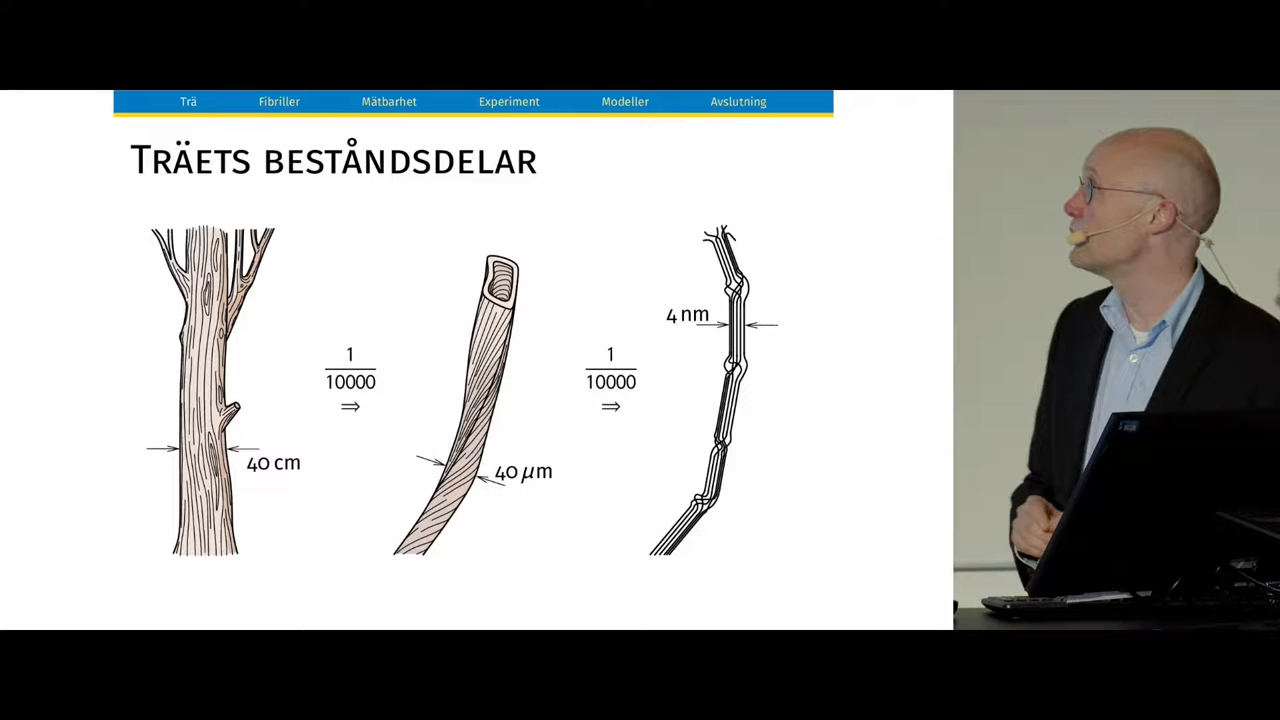 Trä Fibriller Mätbarhet Experiment Modeller Avslutning
TRÄETS BESTÅNDSDELAR
40 cm
1
10000
⇒
40 µm
1
10000
⇒
4 nm